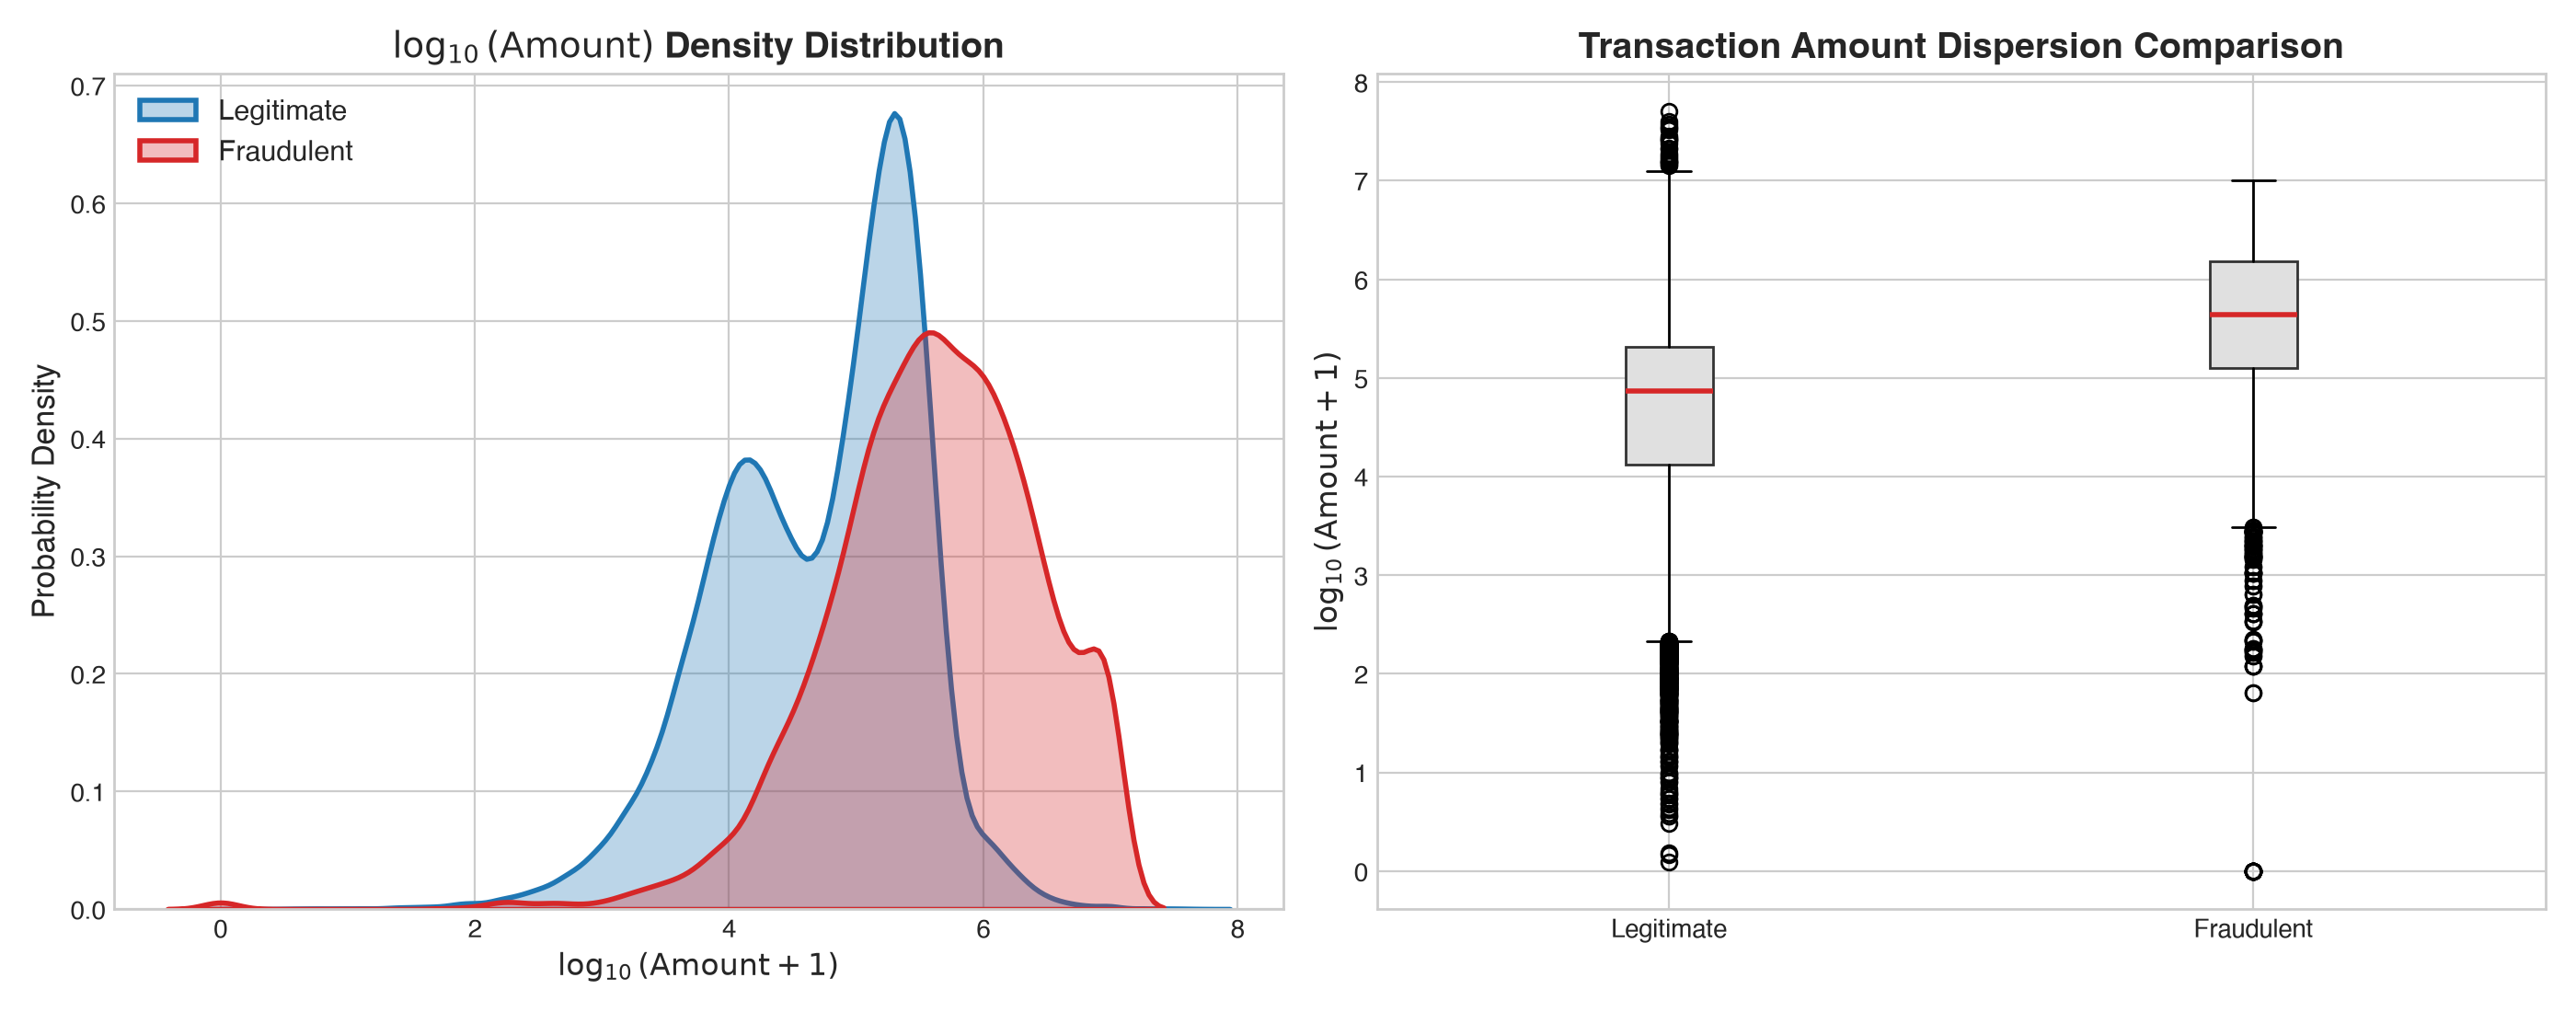 log₁₀ (Amount) Density Distribution
Legitimate
Fraudulent
Probability Density
0.7
0.6
0.5
0.4
0.3
0.2
0.1
0.0
0 2 4 6 8
log₁₀ (Amount + 1)
Transaction Amount Dispersion Comparison
log₁₀ (Amount + 1)
8
7
6
5
4
3
2
1
0
Legitimate Fraudulent